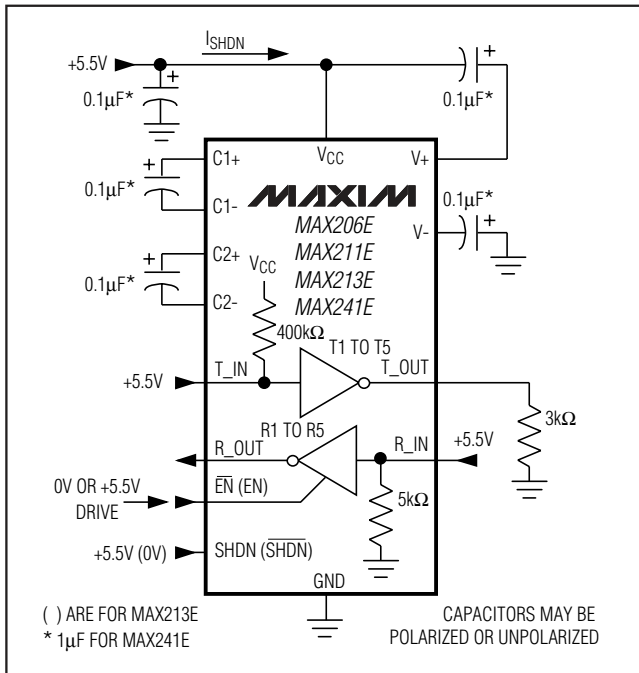 I_SHDN
+5.5V
+
+
0.1µF*
0.1µF*
C1+
V_CC
V+
+
0.1µF*
C1-
MAXIM
0.1µF*
+
MAX206E
V-
MAX211E
C2+
MAX213E
+
V_CC
MAX241E
0.1µF*
C2-
400kΩ
T1 TO T5
T_IN
T_OUT
+5.5V
3kΩ
R1 TO R5
R_OUT
R_IN
+5.5V
0V OR +5.5V
DRIVE
E̅N̅ (EN)
5kΩ
+5.5V (0V)
SHDN (S̅H̅D̅N̅)
GND
( ) ARE FOR MAX213E
* 1µF FOR MAX241E
CAPACITORS MAY BE
POLARIZED OR UNPOLARIZED